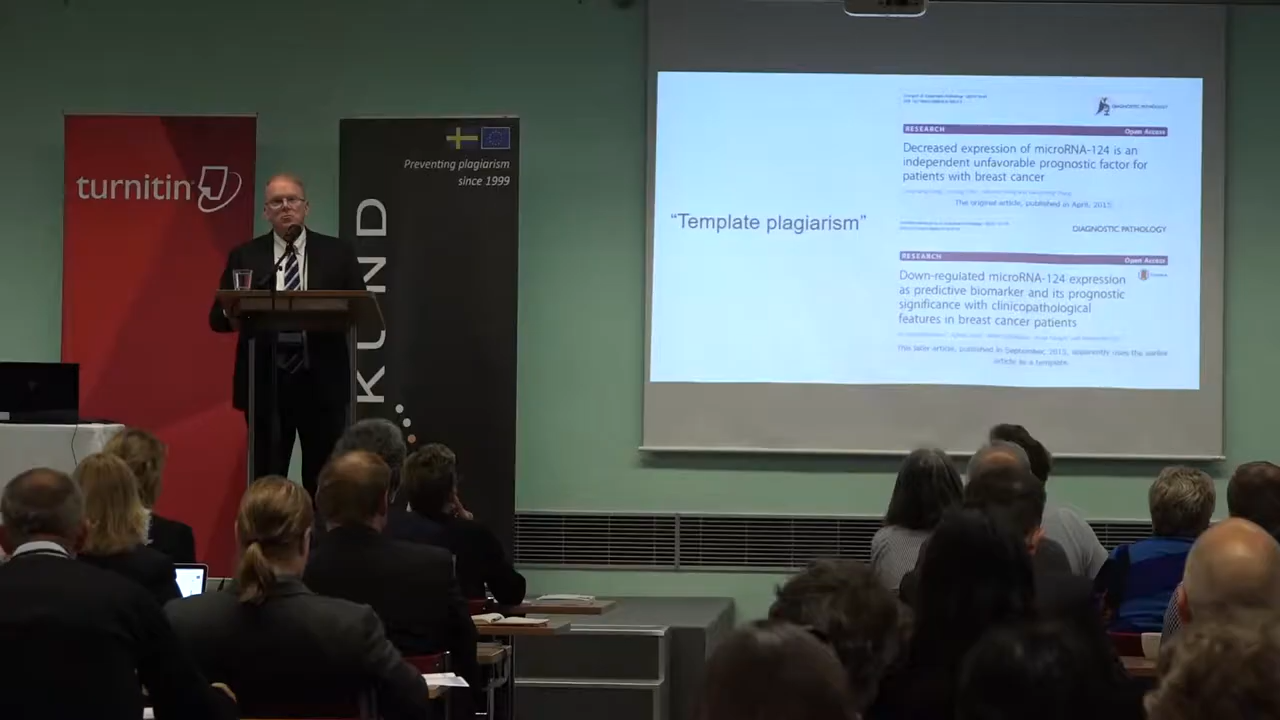 turnitin
Preventing plagiarism
since 1999
KUND
"Template plagiarism"
DIAGNOSTIC PATHOLOGY
RESEARCH
Open Access
Decreased expression of microRNA-124 is an
independent unfavorable prognostic factor for
patients with breast cancer
The original article, published in April, 2015.
DIAGNOSTIC PATHOLOGY
RESEARCH
Open Access
Down-regulated microRNA-124 expression
as predictive biomarker and its prognostic
significance with clinicopathological
features in breast cancer patients
This later article, published in September, 2015, apparently uses the earlier
article as a template.